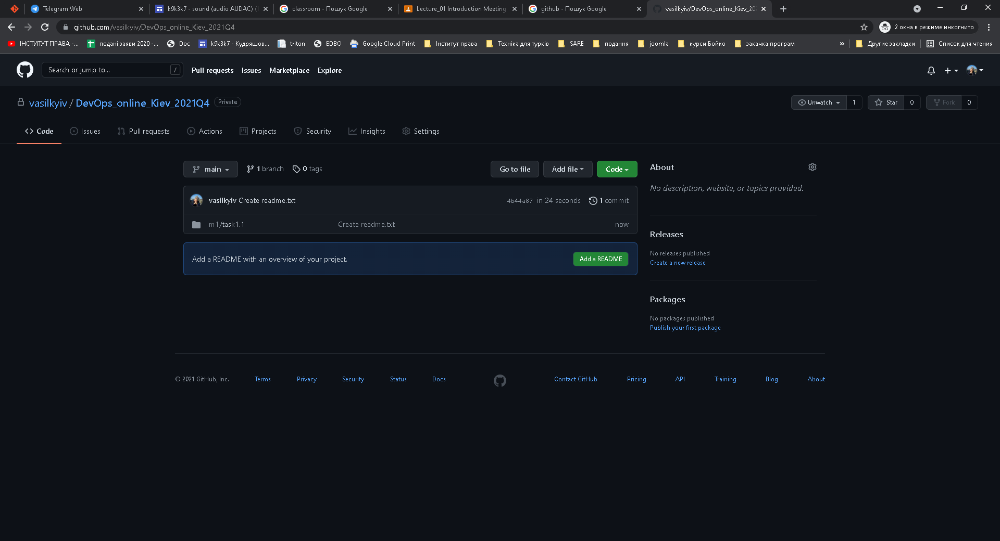 Telegram Web
k9k3k7 - sound (audio AUDAC) (
classroom - Пошук Google
Lecture_01 Introduction Meeting
github - Пошук Google
vasilkyiv/DevOps_online_Kiev_202
github.com/vasilkyiv/DevOps_online_Kiev_2021Q4
2 окна в режиме инкогнито
ІНСТИТУТ ПРАВА -...
подані заяви 2020 -...
Doc
k9k3k7 - Кудряшов...
triton
EDBO
Google Cloud Print
Інститут права
Техніка для турків
SARE
подання
joomla
курси Бойко
закачка програм
»
Другие закладки
Список для чтения
Search or jump to...
/
Pull requests
Issues
Marketplace
Explore
vasilkyiv / DevOps_online_Kiev_2021Q4
Private
Unwatch
1
Star
0
Fork
0
Code
Issues
Pull requests
Actions
Projects
Security
Insights
Settings
main
1 branch
0 tags
Go to file
Add file
Code
About
No description, website, or topics provided.
vasilkyiv Create readme.txt
4b44a87
in 24 seconds
1 commit
m1/task1.1
Create readme.txt
now
Add a README with an overview of your project.
Add a README
Releases
No releases published
Create a new release
Packages
No packages published
Publish your first package
© 2021 GitHub, Inc.
Terms
Privacy
Security
Status
Docs
Contact GitHub
Pricing
API
Training
Blog
About